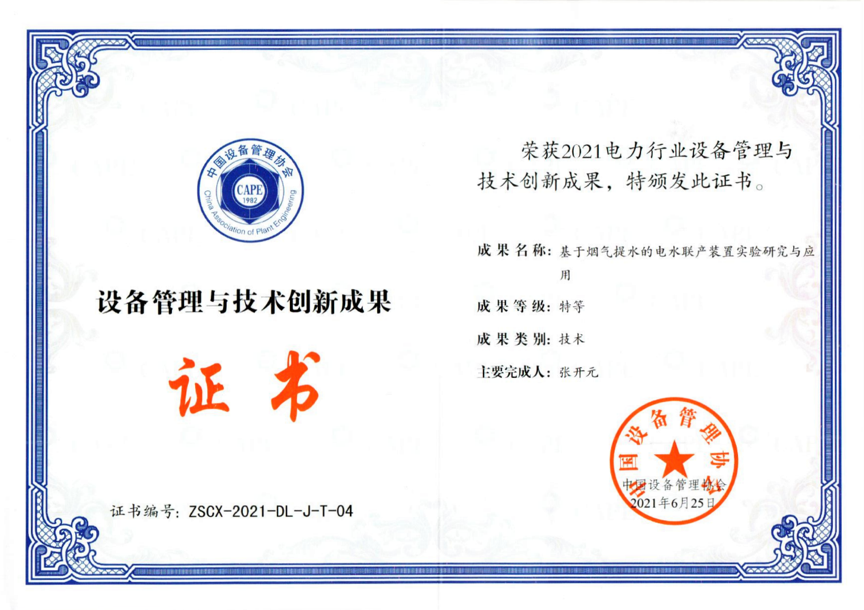 中国设备管理协会
CAPE
1982
China Association of Plant Engineering
设备管理与技术创新成果
证书
证书编号：ZSCX-2021-DL-J-T-04
荣获2021电力行业设备管理与
技术创新成果，特颁发此证书。
成果名称：基于烟气提水的电水联产装置实验研究与应
用
成果等级：特等
成果类别：技术
主要完成人：张开元
中国设备管理协会
中国设备管理协会
2021年6月25日